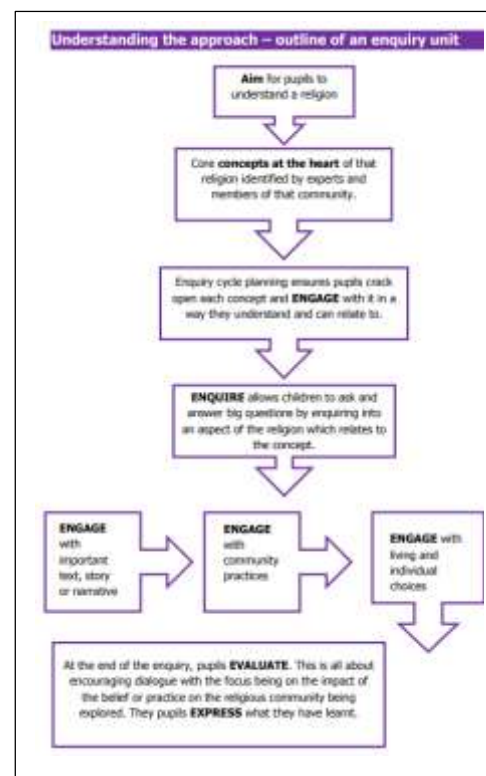 Understanding the approach – outline of an enquiry unit
Aim for pupils to
understand a religion
Core concepts at the heart of that
religion identified by experts and
members of that community.
Enquiry cycle planning ensures pupils crack
open each concept and ENGAGE with it in a
way they understand and can relate to.
ENQUIRE allows children to ask and
answer big questions by enquiring into
an aspect of the religion which relates to
the concept.
ENGAGE
with
important
text, story
or narrative
ENGAGE
with
community
practices
ENGAGE with
living and
individual
choices
At the end of the enquiry, pupils EVALUATE. This is all about
encouraging dialogue with the focus being on the impact of
the belief or practice on the religious community being
explored. They pupils EXPRESS what they have learnt.